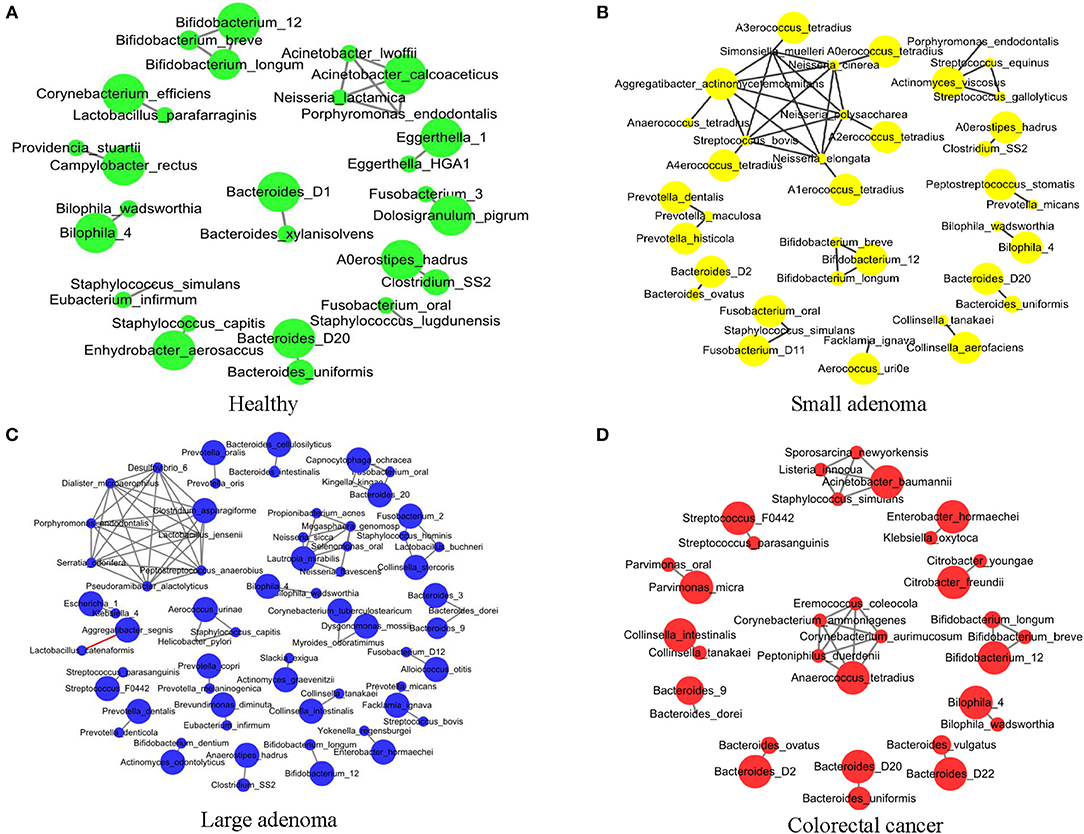 A
Bifidobacterium_12
Bifidobacterium_breve
Bifidobacterium_longum
Acinetobacter_lwoffii
Acinetobacter_calcoaceticus
Neisseria_lactamica
Porphyromonas_endodontalis
Corynebacterium_efficiens
Lactobacillus_parafarraginis
Eggerthella_1
Eggerthella_HGA1
Providencia_stuartii
Campylobacter_rectus
Bacteroides_D1
Bacteroides_xylanisolvens
Fusobacterium_3
Dolosigranulum_pigrum
Bilophila_wadsworthia
Bilophila_4
A0erostipes_hadrus
Clostridium_SS2
Staphylococcus_simulans
Eubacterium_infirmum
Fusobacterium_oral
Staphylococcus_lugdunensis
Staphylococcus_capitis
Enhydrobacter_aerosaccus
Bacteroides_D20
Bacteroides_uniformis
Healthy
B
A3erococcus_tetradius
Simonsiella_muelleri
A0erococcus_tetradius
Neisseria_cinerea
Aggregatibacter_actinomycetemcomitans
Porphyromonas_endodontalis
Streptococcus_equinus
Actinomyces_viscosus
Streptococcus_gallolyticus
Anaerococcus_tetradius
Neisseria_polysaccharea
Streptococcus_bovis
A2erococcus_tetradius
Neisseria_elongata
A4erococcus_tetradius
A1erococcus_tetradius
A0erostipes_hadrus
Clostridium_SS2
Peptostreptococcus_stomatis
Prevotella_micans
Prevotella_dentalis
Prevotella_maculosa
Prevotella_histicola
Bilophila_wadsworthia
Bilophila_4
Bifidobacterium_breve
Bifidobacterium_12
Bifidobacterium_longum
Bacteroides_D2
Bacteroides_ovatus
Bacteroides_D20
Bacteroides_uniformis
Fusobacterium_oral
Staphylococcus_simulans
Fusobacterium_D11
Facklamia_ignava
Aerococcus_uri0e
Collinsella_tanakaei
Collinsella_aerofaciens
Small adenoma
C
Desulfovibrio_6
Dialister_microaerophilus
Clostridium_asparagiforme
Porphyromonas_endodontalis
Lactobacillus_jensenii
Serratia_odorifera
Peptostreptococcus_anaerobius
Pseudoramibacter_alactolyticus
Prevotella_oralis
Prevotella_oris
Bacteroides_cellulosilyticus
Bacteroides_intestinalis
Capnocytophaga_ochracea
Fusobacterium_oral
Kingella_kingae
Bacteroides_20
Propionibacterium_acnes
Megasphaera_genomosp
Neisseria_sicca
Selenomonas_oral
Lautropia_mirabilis
Neisseria_flavescens
Fusobacterium_2
Staphylococcus_hominis
Lactobacillus_buchneri
Collinsella_stercoris
Escherichia_1
Klebsiella_4
Aggregatibacter_segnis
Lactobacillus_catenaformis
Bilophila_4
Bilophila_wadsworthia
Aerococcus_urinae
Staphylococcus_capitis
Helicobacter_pylori
Corynebacterium_tuberculostearicum
Dysgonomonas_mossii
Myroides_odoratimimus
Bacteroides_3
Bacteroides_dorei
Bacteroides_9
Fusobacterium_D12
Alloiococcus_otitis
Streptococcus_parasanguinis
Streptococcus_F0442
Prevotella_copri
Prevotella_melaninogenica
Slackia_exigua
Actinomyces_graevenitzii
Prevotella_micans
Facklamia_ignava
Streptococcus_bovis
Prevotella_dentalis
Prevotella_denticola
Brevundimonas_diminuta
Eubacterium_infirmum
Collinsella_tanakaei
Collinsella_intestinalis
Yokenella_regensburgei
Enterobacter_hormaechei
Bifidobacterium_dentium
Actinomyces_odontolyticus
Anaerostipes_hadrus
Clostridium_SS2
Bifidobacterium_longum
Bifidobacterium_12
Large adenoma
D
Sporosarcina_newyorkensis
Listeria_innocua
Acinetobacter_baumannii
Staphylococcus_simulans
Streptococcus_F0442
Streptococcus_parasanguinis
Enterobacter_hormaechei
Klebsiella_oxytoca
Parvimonas_oral
Parvimonas_micra
Citrobacter_youngae
Citrobacter_freundii
Eremococcus_coleocola
Corynebacterium_ammoniagenes
Corynebacterium_aurimucosum
Peptoniphilus_duerdenii
Anaerococcus_tetradius
Collinsella_intestinalis
Collinsella_tanakaei
Bifidobacterium_longum
Bifidobacterium_breve
Bifidobacterium_12
Bacteroides_9
Bacteroides_dorei
Bilophila_4
Bilophila_wadsworthia
Bacteroides_ovatus
Bacteroides_D2
Bacteroides_D20
Bacteroides_uniformis
Bacteroides_vulgatus
Bacteroides_D22
Colorectal cancer